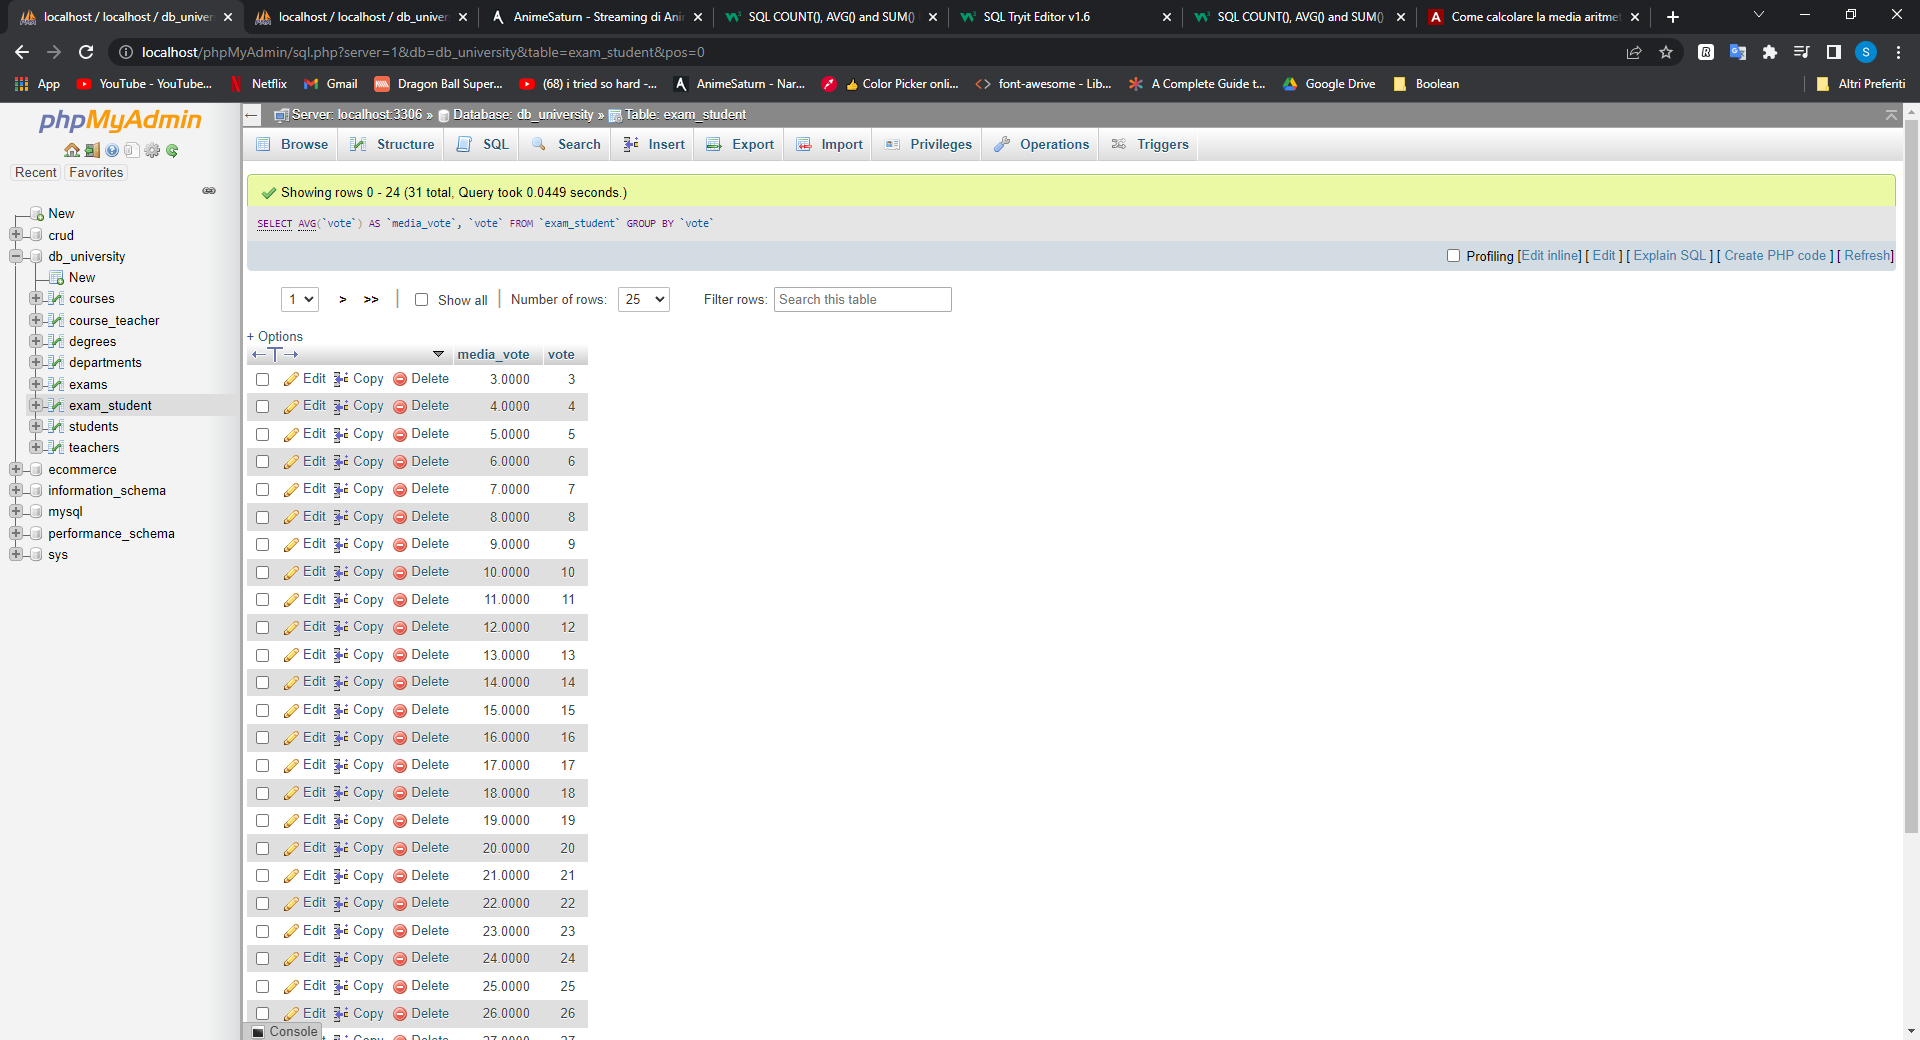 localhost / localhost / db_univer
localhost / localhost / db_univer
AnimeSaturn - Streaming di Ani
SQL COUNT(), AVG() and SUM()
SQL Tryit Editor v1.6
SQL COUNT(), AVG() and SUM()
Come calcolare la media aritme
localhost/phpMyAdmin/sql.php?server=1&db=db_university&table=exam_student&pos=0
S
App
YouTube - YouTube...
Netflix
Gmail
Dragon Ball Super...
(68) i tried so hard -...
AnimeSaturn - Nar...
👍 Color Picker onli...
font-awesome - Lib...
A Complete Guide t...
Google Drive
Boolean
Altri Preferiti
phpMyAdmin
Recent
Favorites
New
crud
db_university
New
courses
course_teacher
degrees
departments
exams
exam_student
students
teachers
ecommerce
information_schema
mysql
performance_schema
sys
Server: localhost:3306 » Database: db_university » Table: exam_student
Browse
Structure
SQL
Search
Insert
Export
Import
Privileges
Operations
Triggers
Showing rows 0 - 24 (31 total, Query took 0.0449 seconds.)
SELECT AVG(`vote`) AS `media_vote`, `vote` FROM `exam_student` GROUP BY `vote`
Profiling [Edit inline] [ Edit ] [ Explain SQL ] [ Create PHP code ] [ Refresh]
1 > >> | Show all | Number of rows: 25 Filter rows: Search this table
+ Options
←T→ media_vote vote
Edit Copy Delete 3.0000 3
Edit Copy Delete 4.0000 4
Edit Copy Delete 5.0000 5
Edit Copy Delete 6.0000 6
Edit Copy Delete 7.0000 7
Edit Copy Delete 8.0000 8
Edit Copy Delete 9.0000 9
Edit Copy Delete 10.0000 10
Edit Copy Delete 11.0000 11
Edit Copy Delete 12.0000 12
Edit Copy Delete 13.0000 13
Edit Copy Delete 14.0000 14
Edit Copy Delete 15.0000 15
Edit Copy Delete 16.0000 16
Edit Copy Delete 17.0000 17
Edit Copy Delete 18.0000 18
Edit Copy Delete 19.0000 19
Edit Copy Delete 20.0000 20
Edit Copy Delete 21.0000 21
Edit Copy Delete 22.0000 22
Edit Copy Delete 23.0000 23
Edit Copy Delete 24.0000 24
Edit Copy Delete 25.0000 25
Edit Copy Delete 26.0000 26
Console